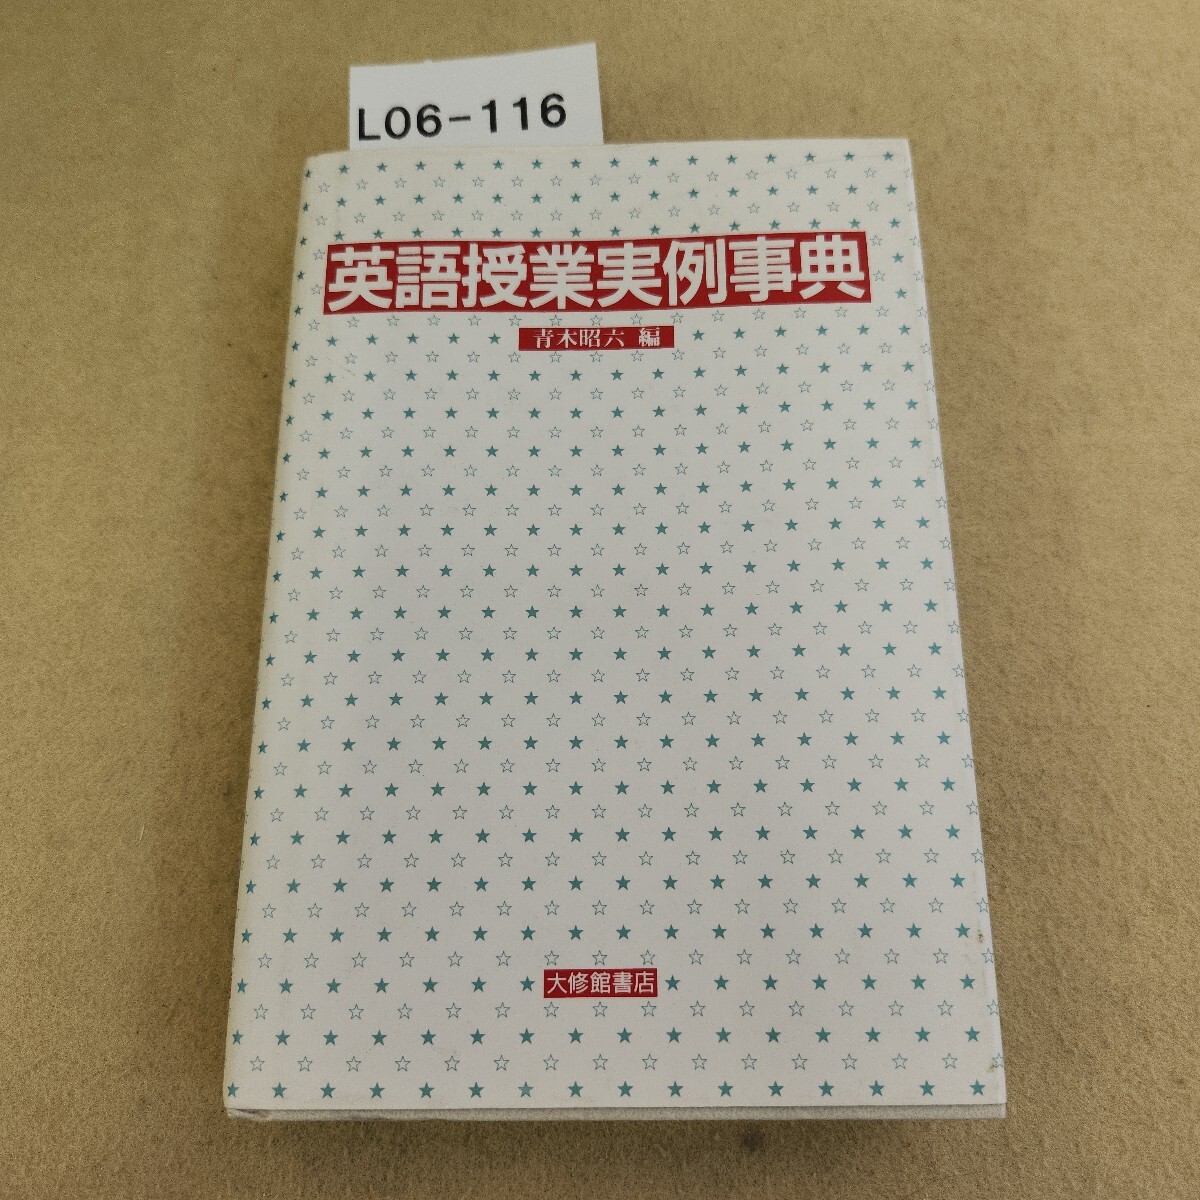 L06-116
英語授業実例事典
青木昭六 編
大修館書店